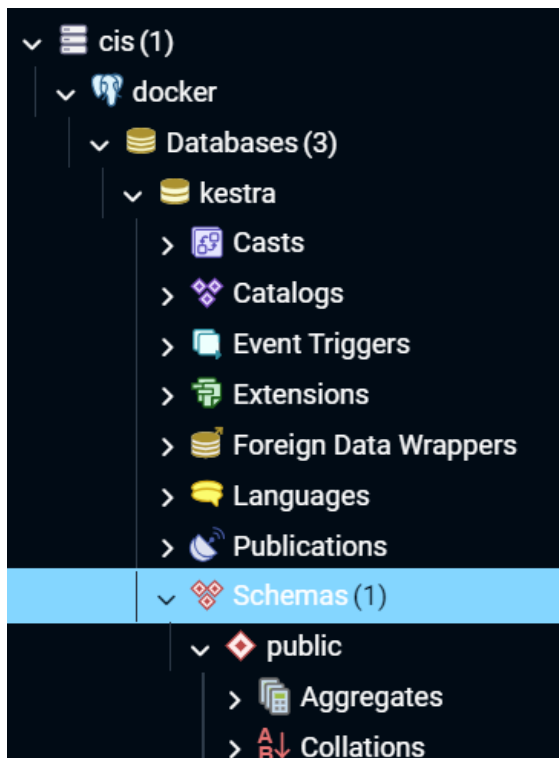 cis (1)
docker
Databases (3)
kestra
Casts
Catalogs
Event Triggers
Extensions
Foreign Data Wrappers
Languages
Publications
Schemas (1)
public
Aggregates
Collations